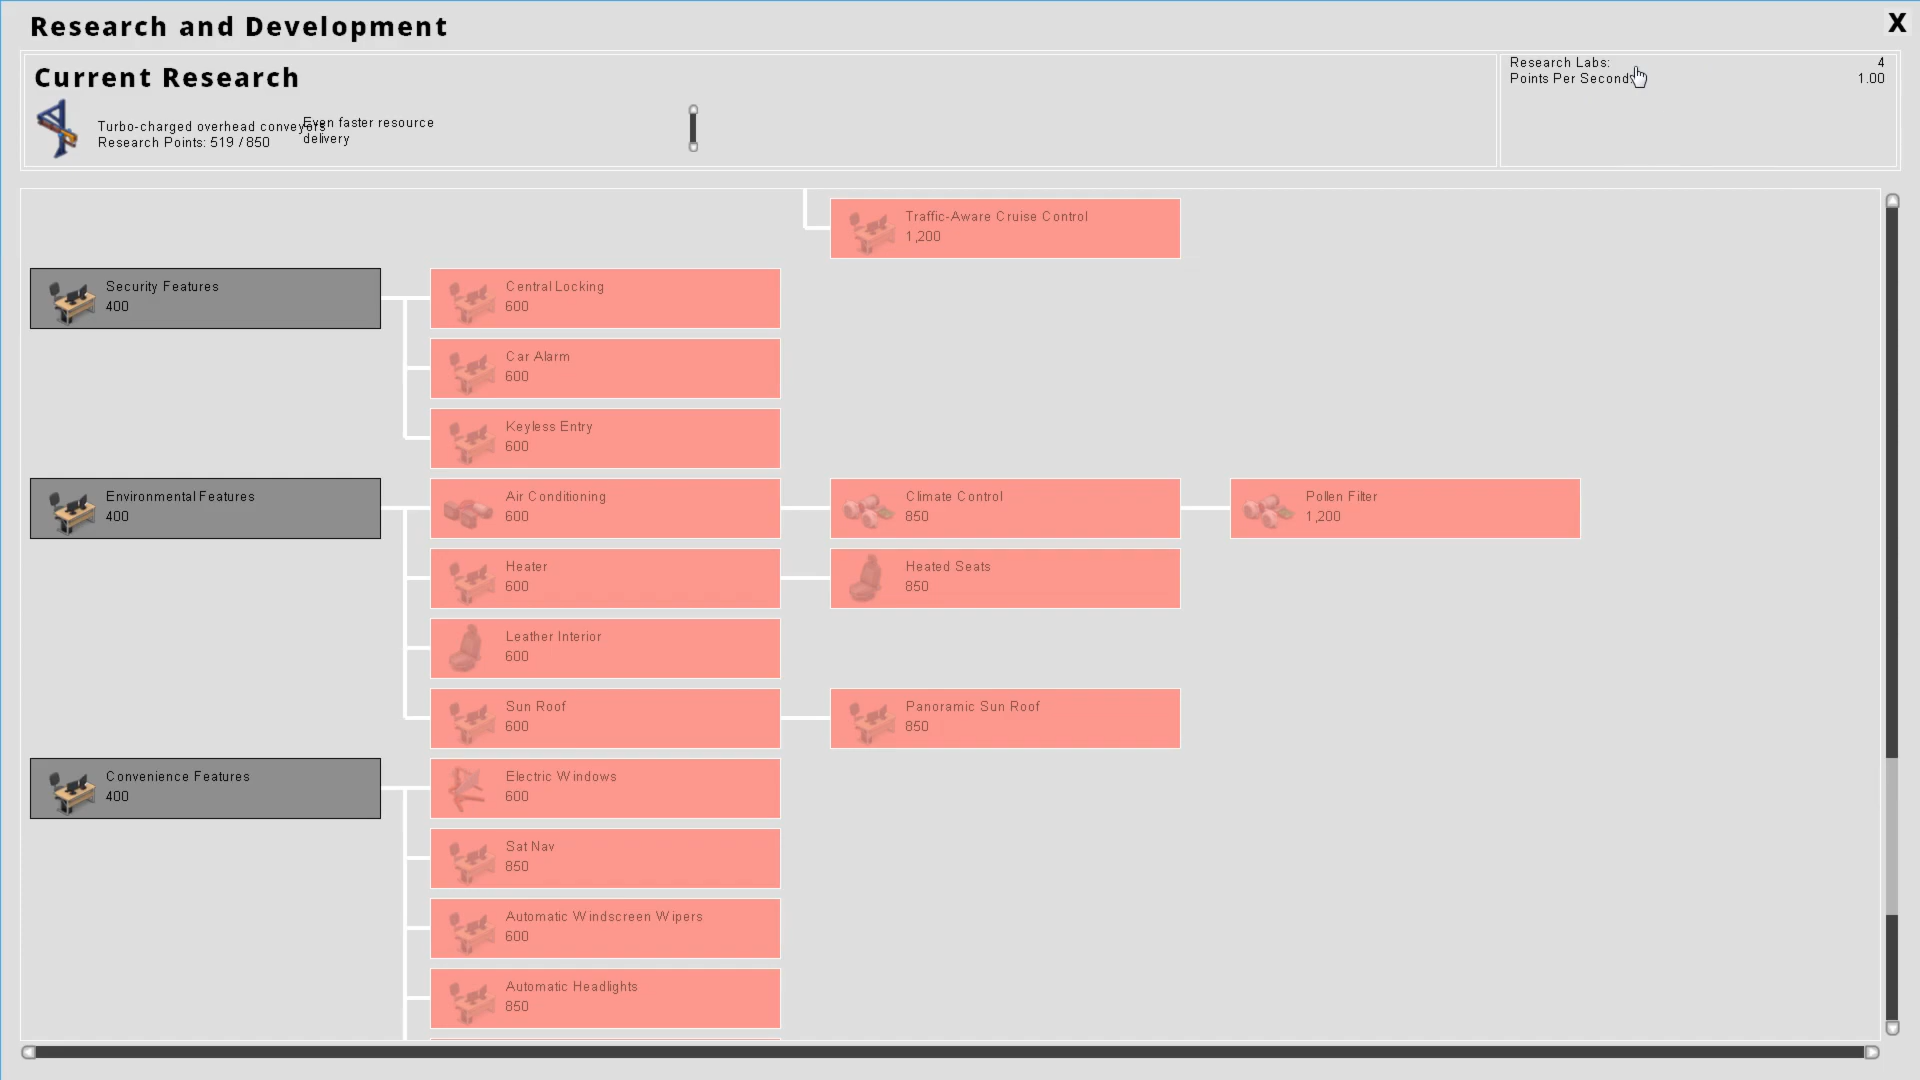 Research and Development
X
Current Research
Turbo-charged overhead conveyors
Research Points: 519 / 850
Even faster resource
delivery
Research Labs: 4
Points Per Second: 1.00
Traffic-Aware Cruise Control
1,200
Security Features
400
Central Locking
600
Car Alarm
600
Keyless Entry
600
Environmental Features
400
Air Conditioning
600
Climate Control
850
Pollen Filter
1,200
Heater
600
Heated Seats
850
Leather Interior
600
Sun Roof
600
Panoramic Sun Roof
850
Convenience Features
400
Electric Windows
600
Sat Nav
850
Automatic Windscreen Wipers
600
Automatic Headlights
850